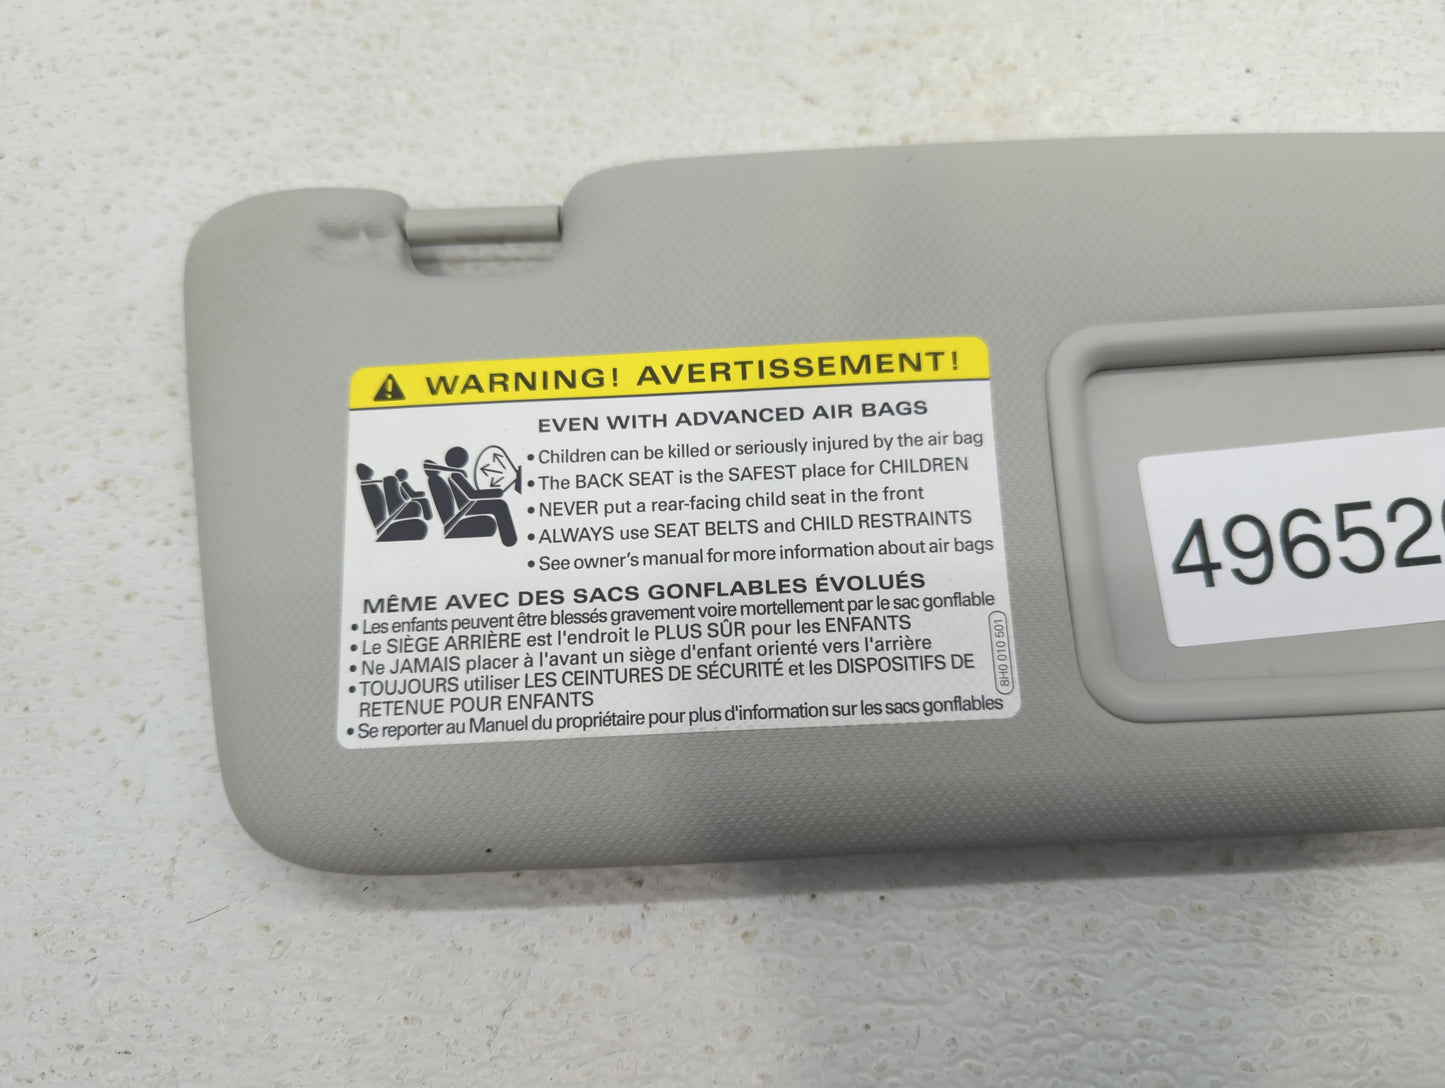 WARNING! AVERTISSEMENT!
EVEN WITH ADVANCED AIR BAGS
• Children can be killed or seriously injured by the air bag
• The BACK SEAT is the SAFEST place for CHILDREN
• NEVER put a rear-facing child seat in the front
• ALWAYS use SEAT BELTS and CHILD RESTRAINTS
• See owner's manual for more information about air bags
MÊME AVEC DES SACS GONFLABLES ÉVOLUÉS
• Les enfants peuvent être blessés gravement voire mortellement par le sac gonflable
• Le SIÈGE ARRIÈRE est l'endroit le PLUS SÛR pour les ENFANTS
• Ne JAMAIS placer à l'avant un siège d'enfant orienté vers l'arrière
• TOUJOURS utiliser LES CEINTURES DE SÉCURITÉ et les DISPOSITIFS DE
RETENUE POUR ENFANTS
• Se reporter au Manuel du propriétaire pour plus d'information sur les sacs gonflables
8H0 010 501
49652